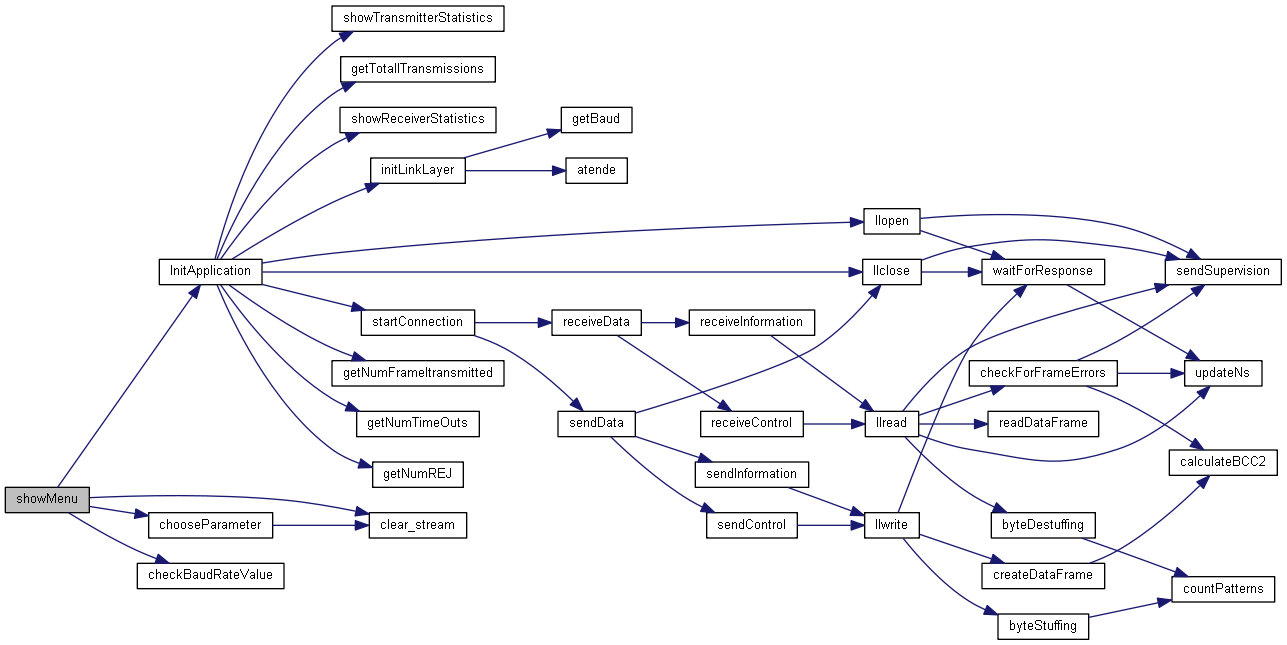 showTransmitterStatistics
getTotalITransmissions
showReceiverStatistics
getBaud
initLinkLayer
atende
llopen
InitApplication
llclose
waitForResponse
sendSupervision
startConnection
receiveData
receiveInformation
getNumFrameItransmitted
checkForFrameErrors
updateNs
getNumTimeOuts
sendData
receiveControl
llread
readDataFrame
getNumREJ
sendInformation
calculateBCC2
showMenu
chooseParameter
clear_stream
sendControl
llwrite
byteDestuffing
checkBaudRateValue
createDataFrame
countPatterns
byteStuffing